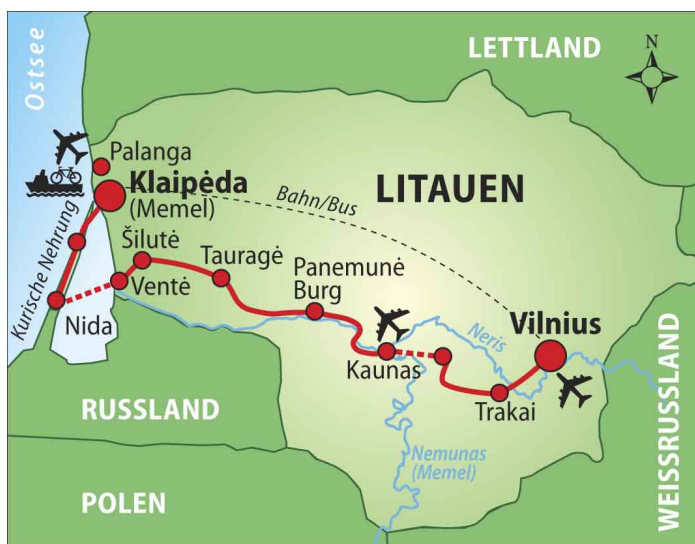 LETTLAND
N
Ostsee
Palanga
Klaipėda
(Memel)
Bahn/Bus
LITAUEN
Kurische Nehrung
Šilutė
Tauragė
Ventė
Panemunė
Burg
Nida
Neris
Vilnius
Kaunas
Trakai
RUSSLAND
Nemunas
(Memel)
POLEN
WEISSRUSSLAND